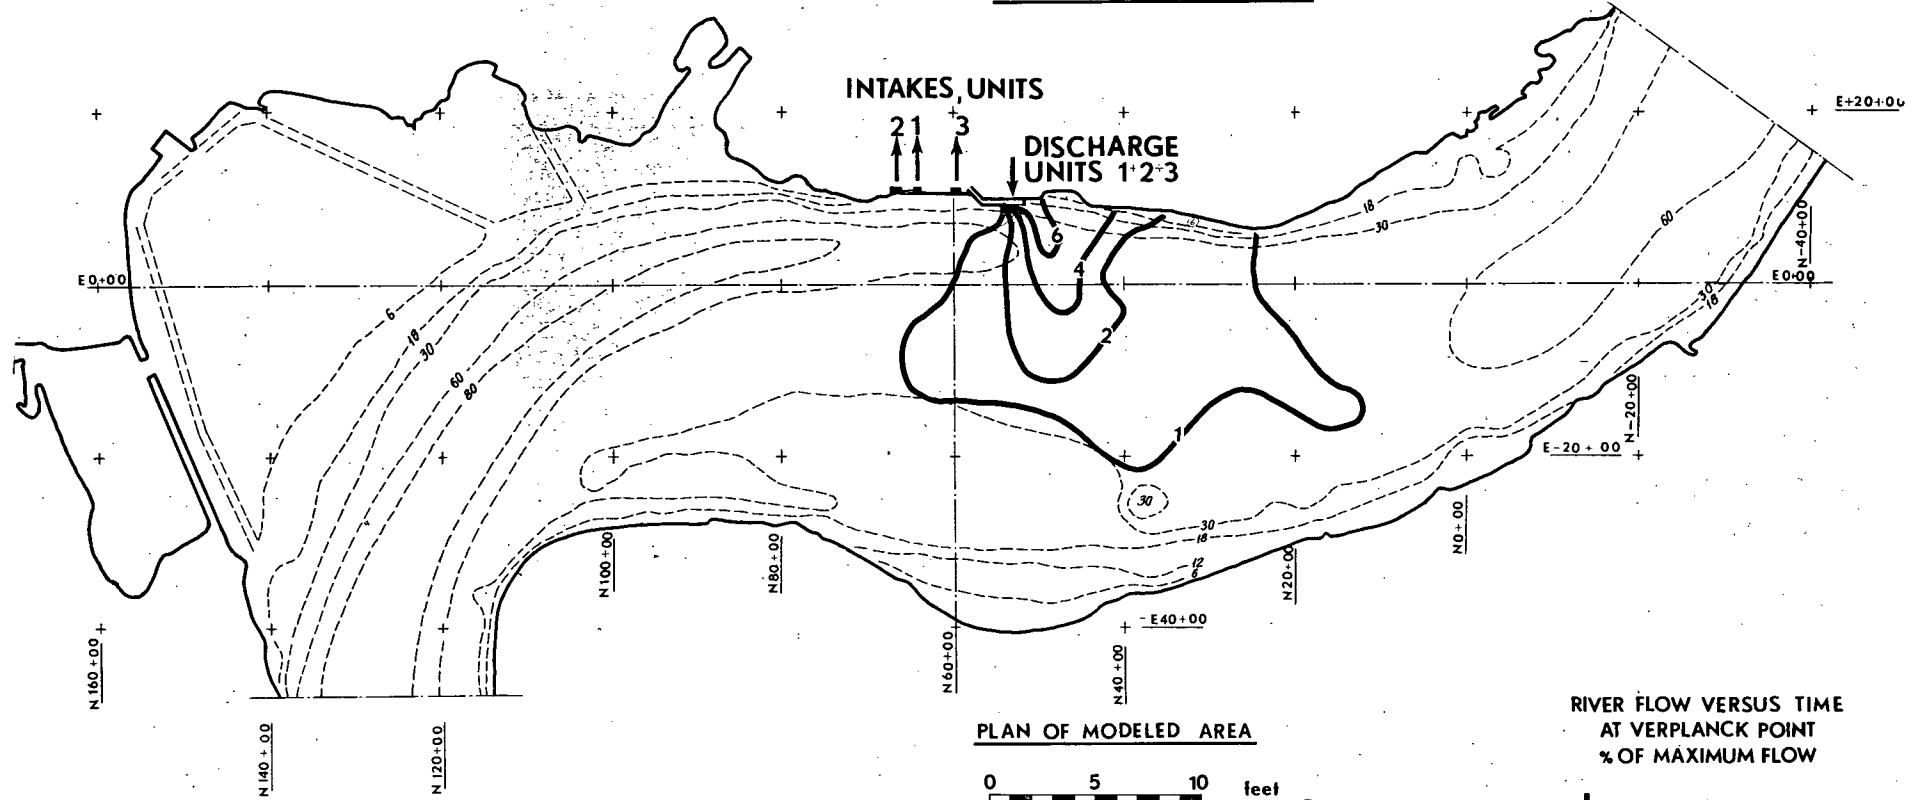 INTAKES, UNITS
2 1 3
DISCHARGE
UNITS 1+2+3
E+20+00
18
30
60
N-40+00
E0+00
E0+00
6
18
30
60
80
6
4
2
1
30
18
N-20+00
E-20+00
30
30
18
12
6
N0+00
N20+00
N100+00
N80+00
-E40+00
N60+00
N40+00
N160+00
N140+00
N120+00
PLAN OF MODELED AREA
0 5 10 feet
RIVER FLOW VERSUS TIME
AT VERPLANCK POINT
% OF MAXIMUM FLOW